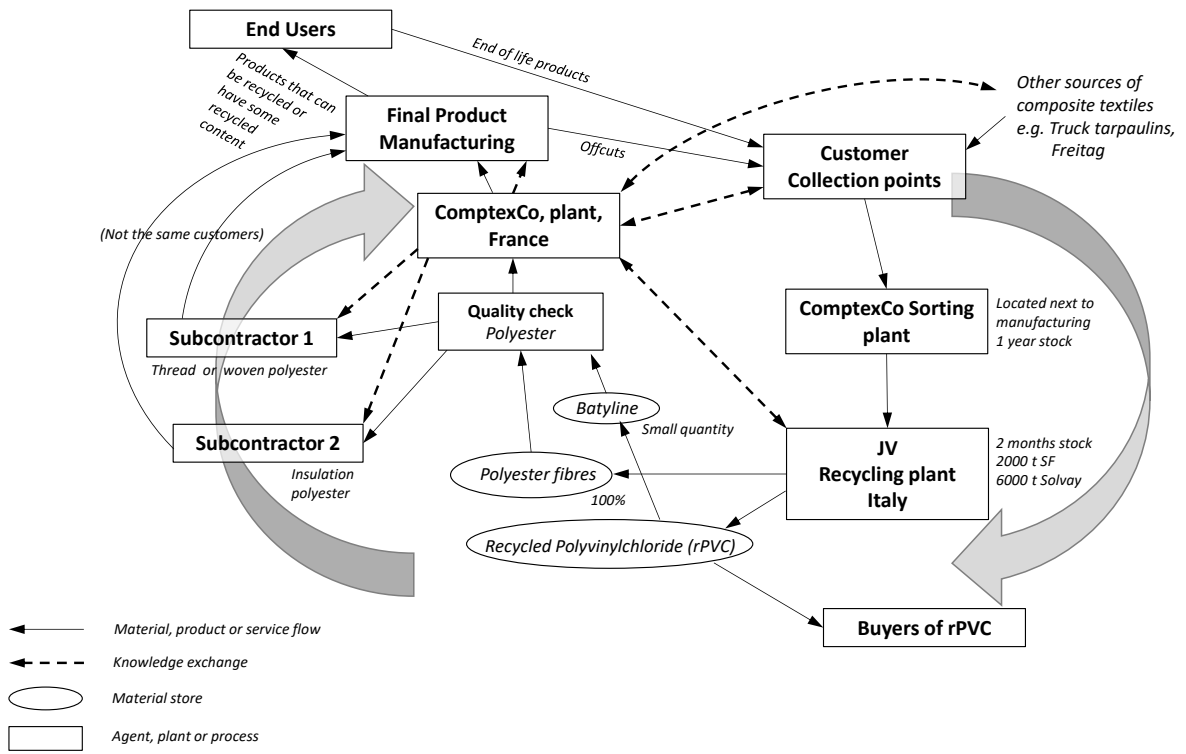 End Users
End of life products
Products that can
be recycled or
have some
recycled
content
Final Product
Manufacturing
Offcuts
Other sources of
composite textiles
e.g. Truck tarpaulins,
Freitag
Customer
Collection points
ComptexCo, plant,
France
(Not the same customers)
Quality check
Polyester
ComptexCo Sorting
plant
Located next to
manufacturing
1 year stock
Subcontractor 1
Thread or woven polyester
Batyline
Small quantity
Subcontractor 2
Insulation
polyester
Polyester fibres
100%
JV
Recycling plant
Italy
2 months stock
2000 t SF
6000 t Solvay
Recycled Polyvinylchloride (rPVC)
Buyers of rPVC
Material, product or service flow
Knowledge exchange
Material store
Agent, plant or process